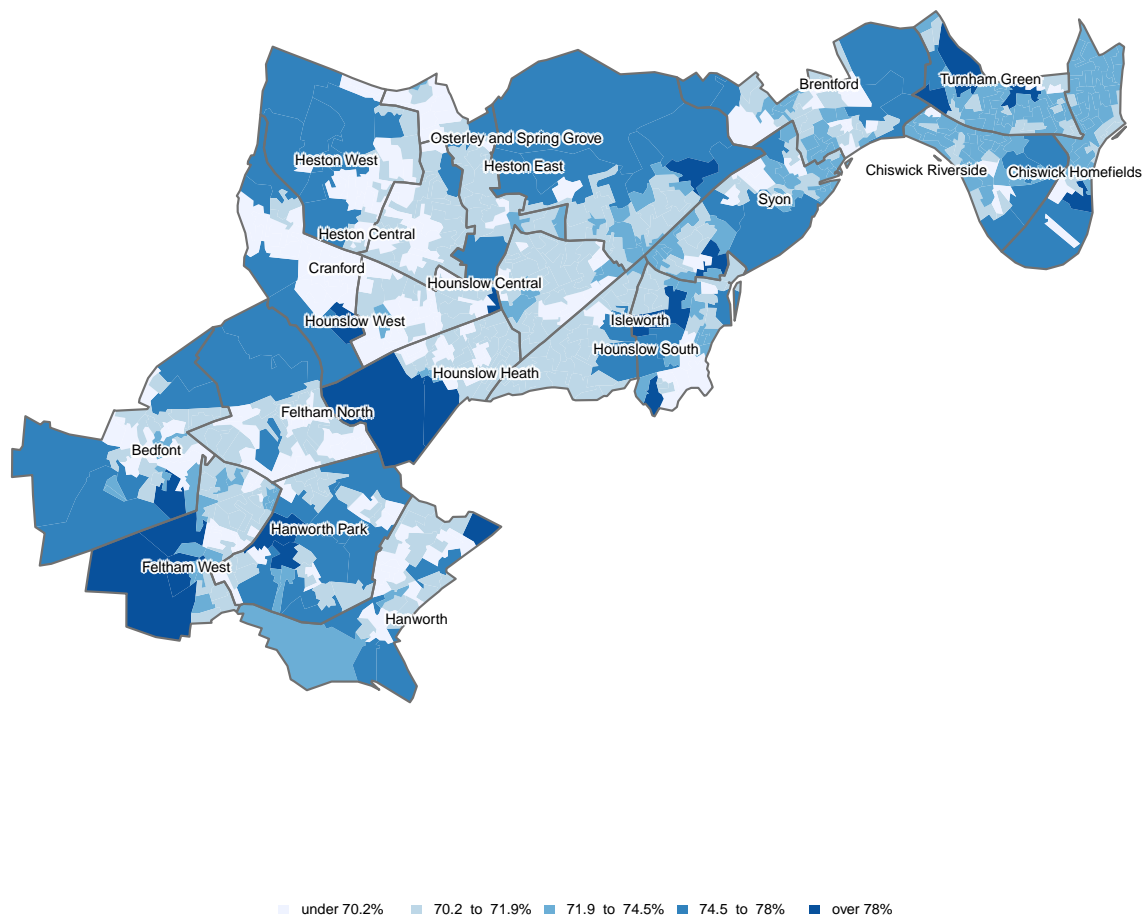 Turnham Green
Brentford
Osterley and Spring Grove
Heston West
Heston East
Chiswick Riverside
Chiswick Homefields
Syon
Heston Central
Cranford
Hounslow Central
Hounslow West
Isleworth
Hounslow South
Hounslow Heath
Feltham North
Bedfont
Hanworth Park
Feltham West
Hanworth
under 70.2% 70.2 to 71.9% 71.9 to 74.5% 74.5 to 78% over 78%